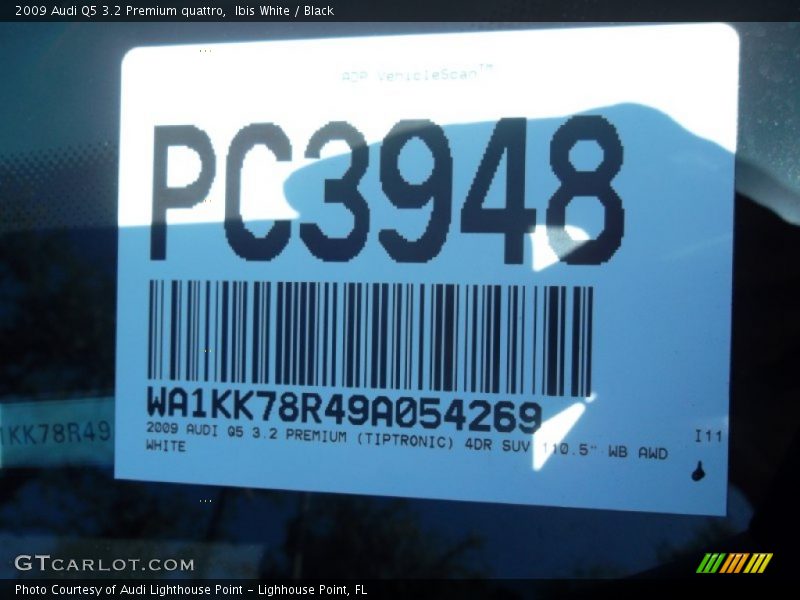 2009 Audi Q5 3.2 Premium quattro, Ibis White / Black
ADP VehicleScan™
PC3948
WA1KK78R49A054269
1KK78R49
2009 AUDI Q5 3.2 PREMIUM (TIPTRONIC) 4DR SUV 110.5" WB AWD
I11
WHITE
GTCARLOT.COM
Photo Courtesy of Audi Lighthouse Point - Lighhouse Point, FL